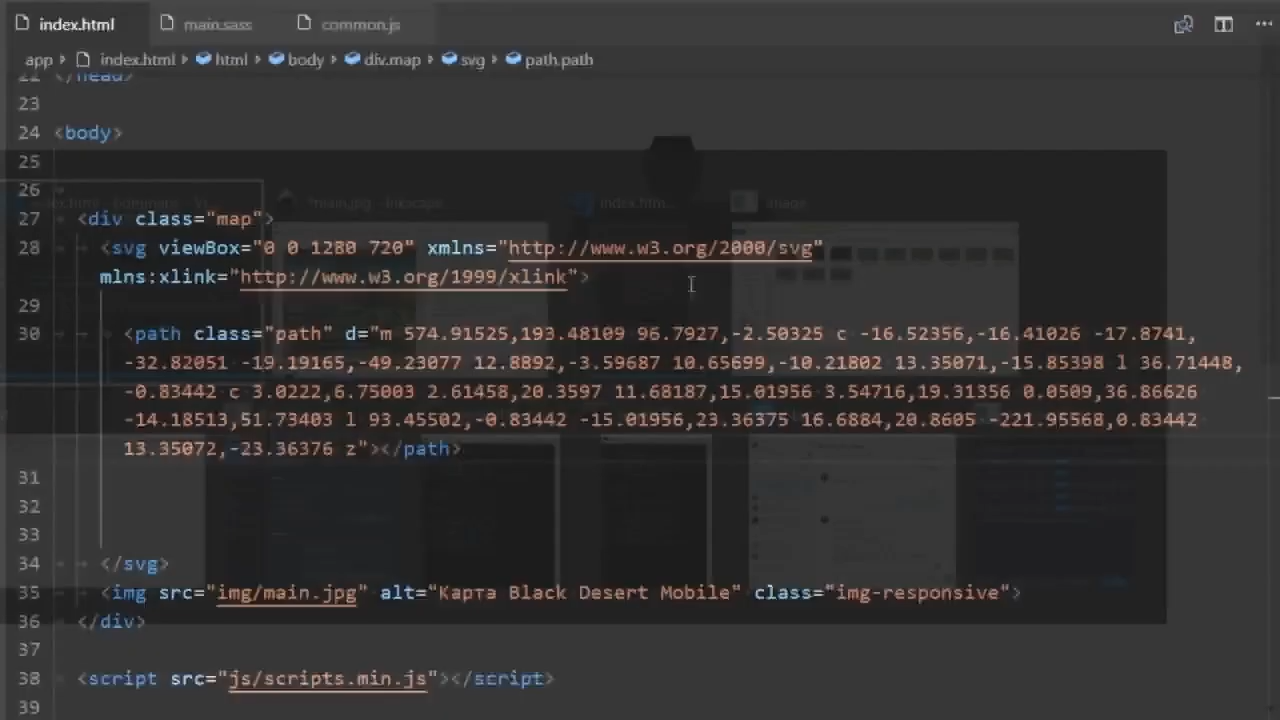 index.html main.sass common.js
app > index.html > html > body > div.map > svg > path.path
22 </head>
23
24 <body>
25
26
27 <div class="map">
28 <svg viewBox="0 0 1280 720" xmlns="http://www.w3.org/2000/svg"
mlns:xlink="http://www.w3.org/1999/xlink">
29
30 <path class="path" d="m 574.91525,193.48109 96.7927,-2.50325 c -16.52356,-16.41026 -17.8741,
-32.82051 -19.19165,-49.23077 12.8892,-3.59687 10.65699,-10.21802 13.35071,-15.85398 l 36.71448,
-0.83442 c 3.0222,6.75003 2.61458,20.3597 11.68187,15.01956 3.54716,19.31356 0.0509,36.86626
-14.18513,51.73403 l 93.45502,-0.83442 -15.01956,23.36375 16.6884,20.8605 -221.95568,0.83442
13.35072,-23.36376 z"></path>
31
32
33
34 </svg>
35 <img src="img/main.jpg" alt="Карта Black Desert Mobile" class="img-responsive">
36 </div>
37
38 <script src="js/scripts.min.js"></script>
39